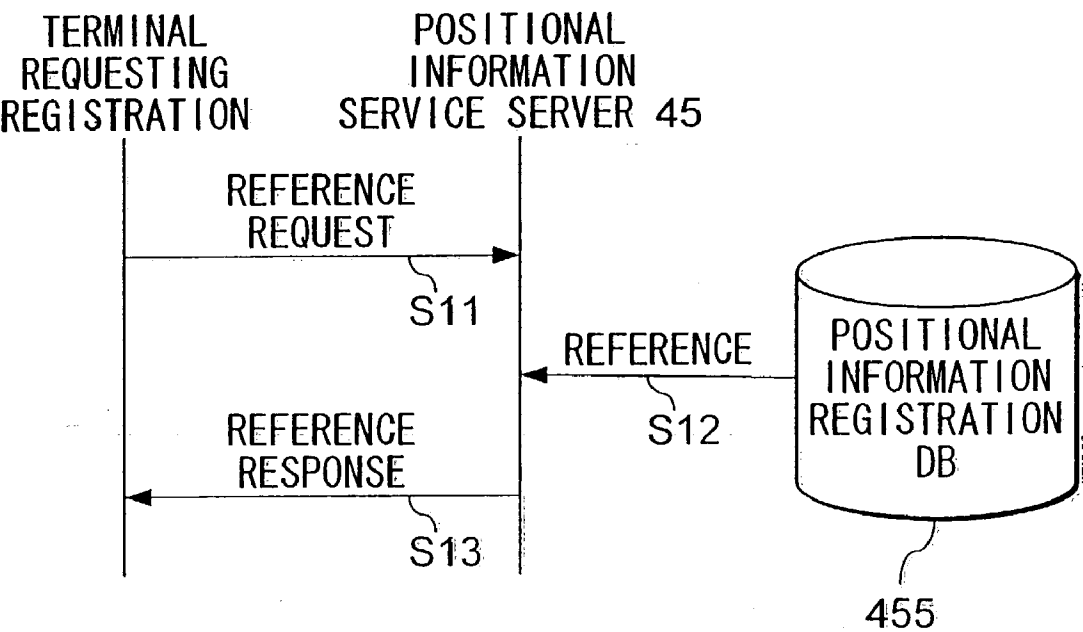 TERMINAL
REQUESTING
REGISTRATION
POSITIONAL
INFORMATION
SERVICE SERVER 45
REFERENCE
REQUEST
S11
REFERENCE
S12
POSITIONAL
INFORMATION
REGISTRATION
DB
REFERENCE
RESPONSE
S13
455